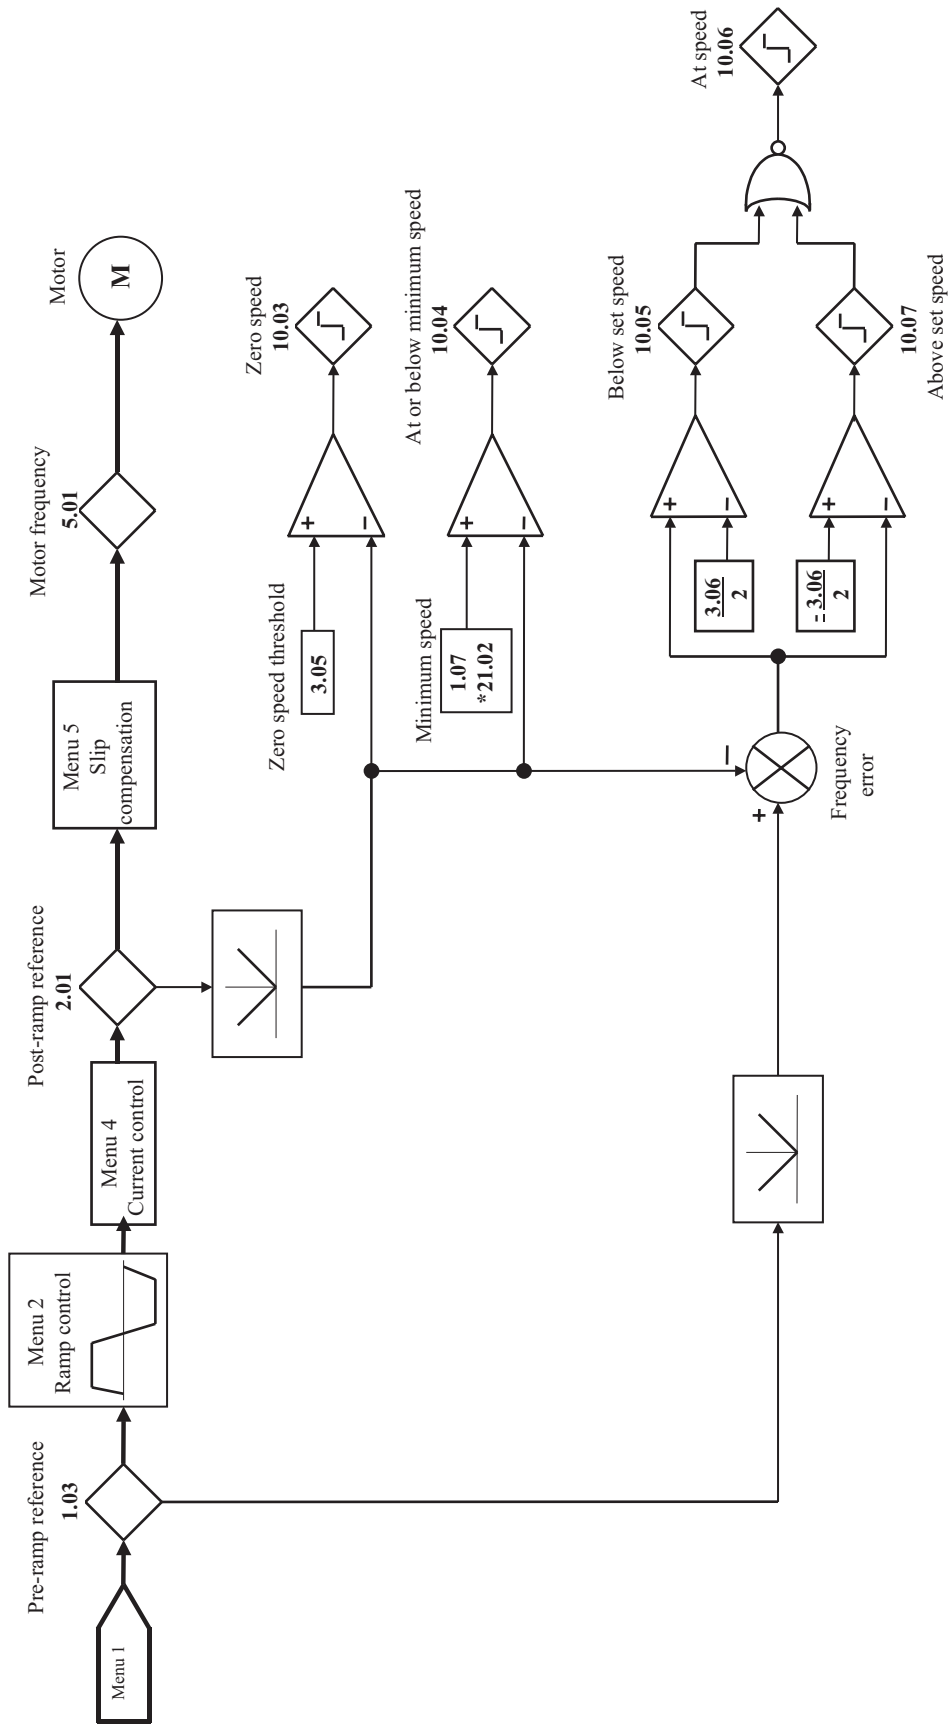 Menu 1
Pre-ramp reference
1.03
Menu 2
Ramp control
Menu 4
Current control
Post-ramp reference
2.01
Menu 5
Slip
compensation
Motor frequency
5.01
Motor
M
Zero speed threshold
3.05
+
−
Zero speed
10.03
Minimum speed
1.07
*21.02
+
−
At or below minimum speed
10.04
+
−
Frequency
error
3.06
2
+
−
Below set speed
10.05
- 3.06
2
+
−
10.07
Above set speed
At speed
10.06